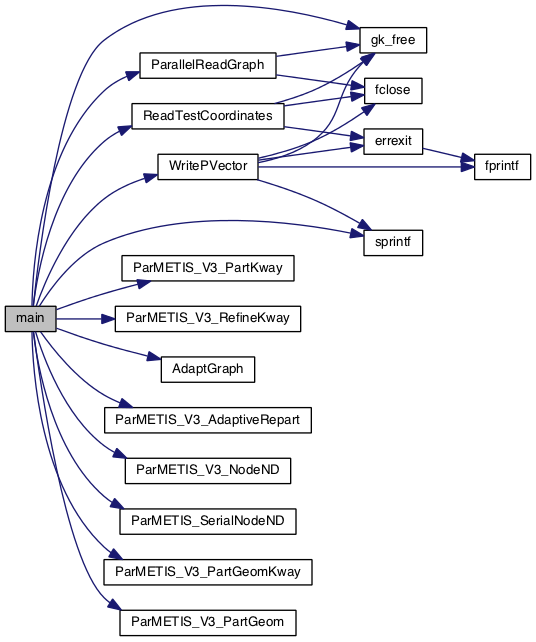 gk_free
ParallelReadGraph
fclose
ReadTestCoordinates
errexit
WritePVector
fprintf
sprintf
ParMETIS_V3_PartKway
main
ParMETIS_V3_RefineKway
AdaptGraph
ParMETIS_V3_AdaptiveRepart
ParMETIS_V3_NodeND
ParMETIS_SerialNodeND
ParMETIS_V3_PartGeomKway
ParMETIS_V3_PartGeom